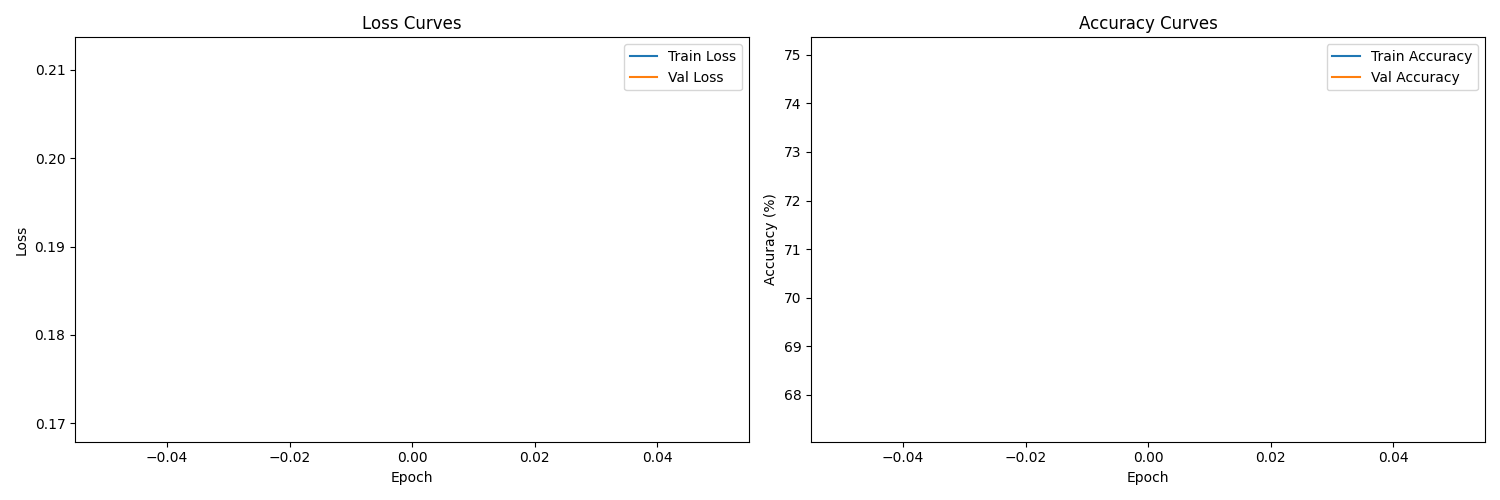 Loss Curves
Train Loss
Val Loss
0.21
0.20
0.19
0.18
0.17
Loss
−0.04 −0.02 0.00 0.02 0.04
Epoch
Accuracy Curves
Train Accuracy
Val Accuracy
75
74
73
72
71
70
69
68
Accuracy (%)
−0.04 −0.02 0.00 0.02 0.04
Epoch